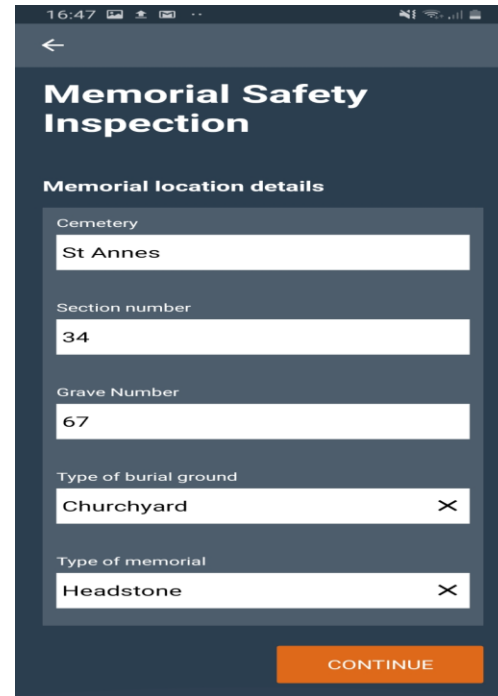 16:47
Memorial Safety
Inspection
Memorial location details
Cemetery
St Annes
Section number
34
Grave Number
67
Type of burial ground
Churchyard
Type of memorial
Headstone
CONTINUE